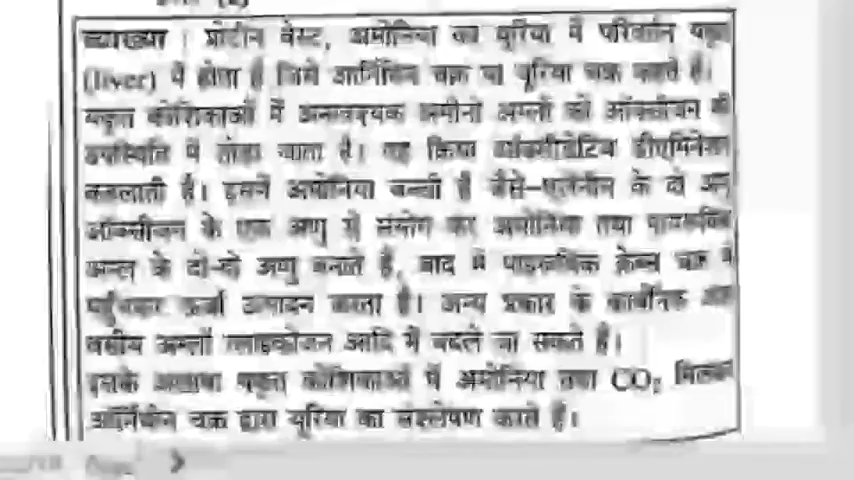 व्याख्या : प्रोटीन वेस्ट, अमोनिया का यूरिया में परिवर्तन यकृत
(liver) में होता है जिसे आर्निथिन चक्र या यूरिया चक्र कहते हैं।
यकृत कोशिकाओं में अनावश्यक अमीनो अम्लों को ऑक्सीजन की
उपस्थिति में तोड़ा जाता है। यह क्रिया ऑक्सीडेटिव डीएमिनेशन
कहलाती है। इसमें अमोनिया बनती है जैसे–एलेनीन के दो अणु
ऑक्सीजन के एक अणु से संयोग कर अमोनिया तथा पायरुविक
अम्ल के दो-दो अणु बनाते हैं, बाद में पाइरुविक क्रेब्स चक्र में
पहुँचकर ऊर्जा उत्पादन करता है। अन्य प्रकार के कार्बनिक अम्ल
वसीय अम्लों ग्लाइकोजन आदि में बदले जा सकते हैं।
इसके अलावा यकृत कोशिकाओं में अमोनिया तथा CO₂ मिलकर
आर्निथिन चक्र द्वारा यूरिया का संश्लेषण करते हैं।